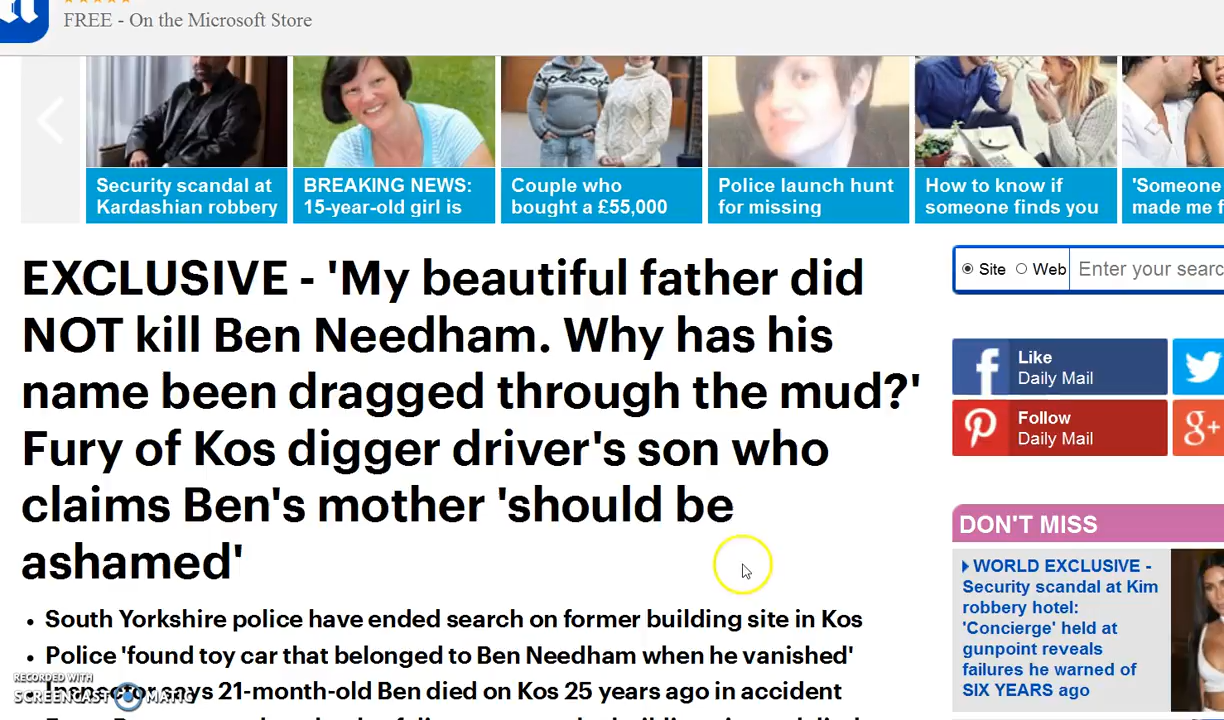 FREE - On the Microsoft Store
Security scandal at
Kardashian robbery
BREAKING NEWS:
15-year-old girl is
Couple who
bought a £55,000
Police launch hunt
for missing
How to know if
someone finds you
'Someone
made me f
EXCLUSIVE - 'My beautiful father did
NOT kill Ben Needham. Why has his
name been dragged through the mud?'
Fury of Kos digger driver's son who
claims Ben's mother 'should be
ashamed'
South Yorkshire police have ended search on former building site in Kos
Police 'found toy car that belonged to Ben Needham when he vanished'
says 21-month-old Ben died on Kos 25 years ago in accident
RECORDED WITH
SCREENCAST MATIC
Site Web Enter your searc
Like
Daily Mail
Follow
Daily Mail
g+
DON'T MISS
WORLD EXCLUSIVE -
Security scandal at Kim
robbery hotel:
'Concierge' held at
gunpoint reveals
failures he warned of
SIX YEARS ago